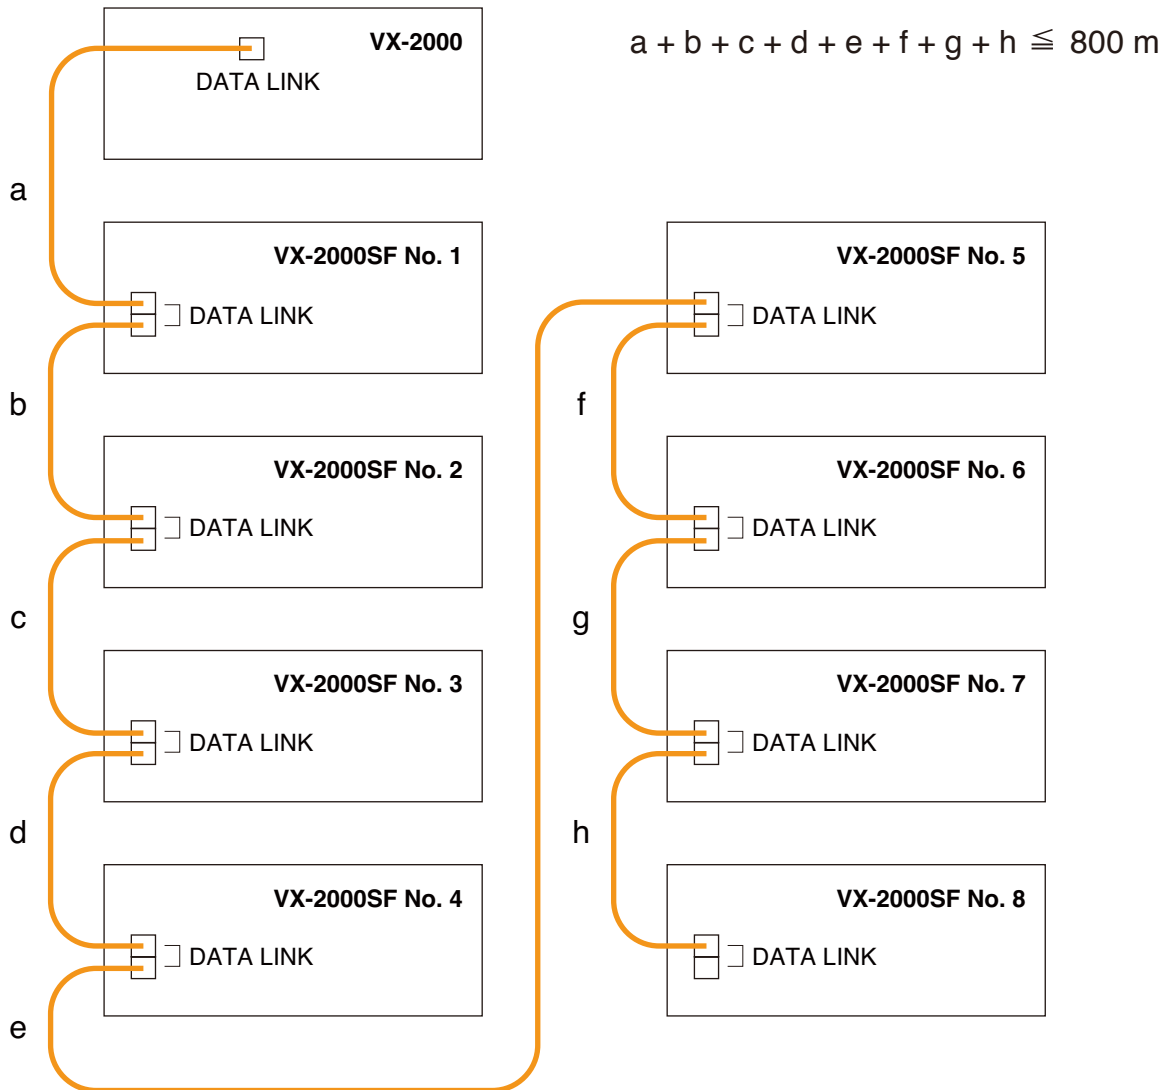 VX-2000
a + b + c + d + e + f + g + h ≦ 800 m
DATA LINK
a
VX-2000SF No. 1
DATA LINK
b
VX-2000SF No. 2
DATA LINK
c
VX-2000SF No. 3
DATA LINK
d
VX-2000SF No. 4
DATA LINK
e
VX-2000SF No. 5
DATA LINK
f
VX-2000SF No. 6
DATA LINK
g
VX-2000SF No. 7
DATA LINK
h
VX-2000SF No. 8
DATA LINK